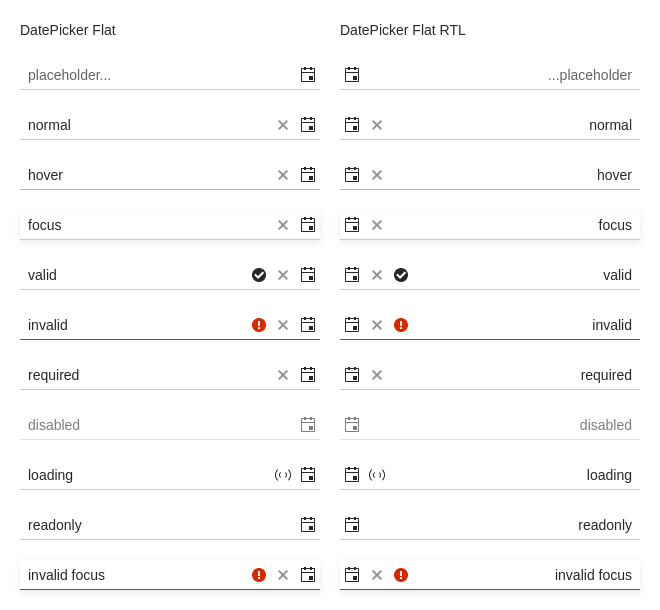 DatePicker Flat
placeholder...
normal
hover
focus
valid
invalid
required
disabled
loading
readonly
invalid focus
DatePicker Flat RTL
...placeholder
normal
hover
focus
valid
invalid
required
disabled
loading
readonly
invalid focus